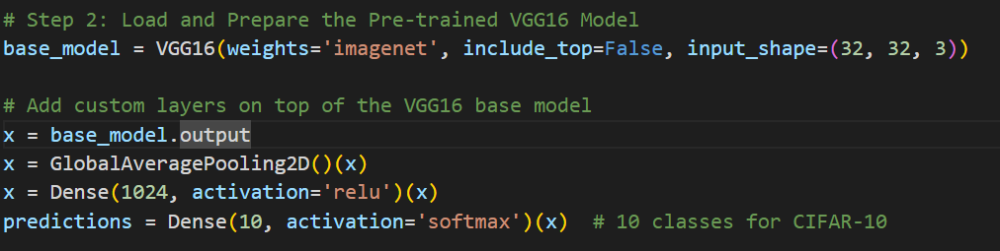 # Step 2: Load and Prepare the Pre-trained VGG16 Model
base_model = VGG16(weights='imagenet', include_top=False, input_shape=(32, 32, 3))
# Add custom layers on top of the VGG16 base model
x = base_model.output
x = GlobalAveragePooling2D()(x)
x = Dense(1024, activation='relu')(x)
predictions = Dense(10, activation='softmax')(x)  # 10 classes for CIFAR-10